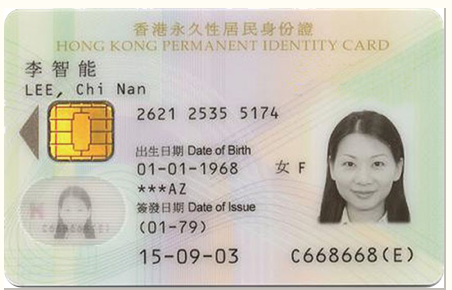 香港永久性居民身份證
HONG KONG PERMANENT IDENTITY CARD
李智能
LEE, Chi Nan
2621 2535 5174
出生日期 Date of Birth
01-01-1968 女 F
***AZ
簽發日期 Date of Issue
(01-79)
15-09-03 C668668(E)
C668668(E)